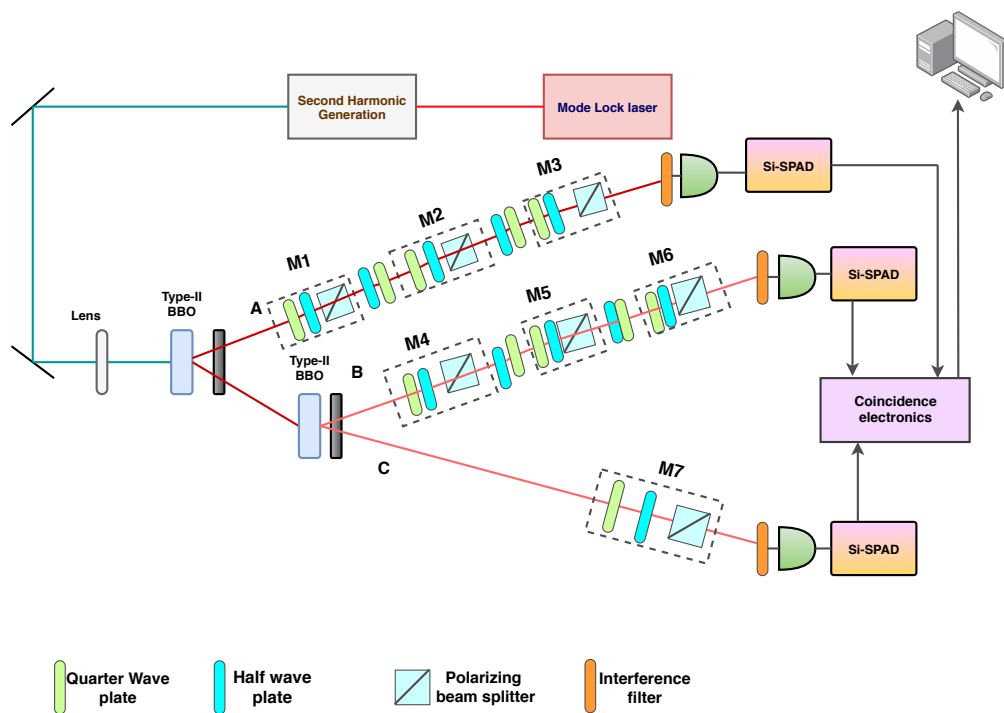 Second Harmonic
Generation
Mode Lock laser
M3
Si-SPAD
M2
M1
M6
Si-SPAD
Type-II
BBO
A
M5
Lens
Type-II
BBO
B
M4
Coincidence
electronics
C
M7
Si-SPAD
Quarter Wave
plate
Half wave
plate
Polarizing
beam splitter
Interference
filter